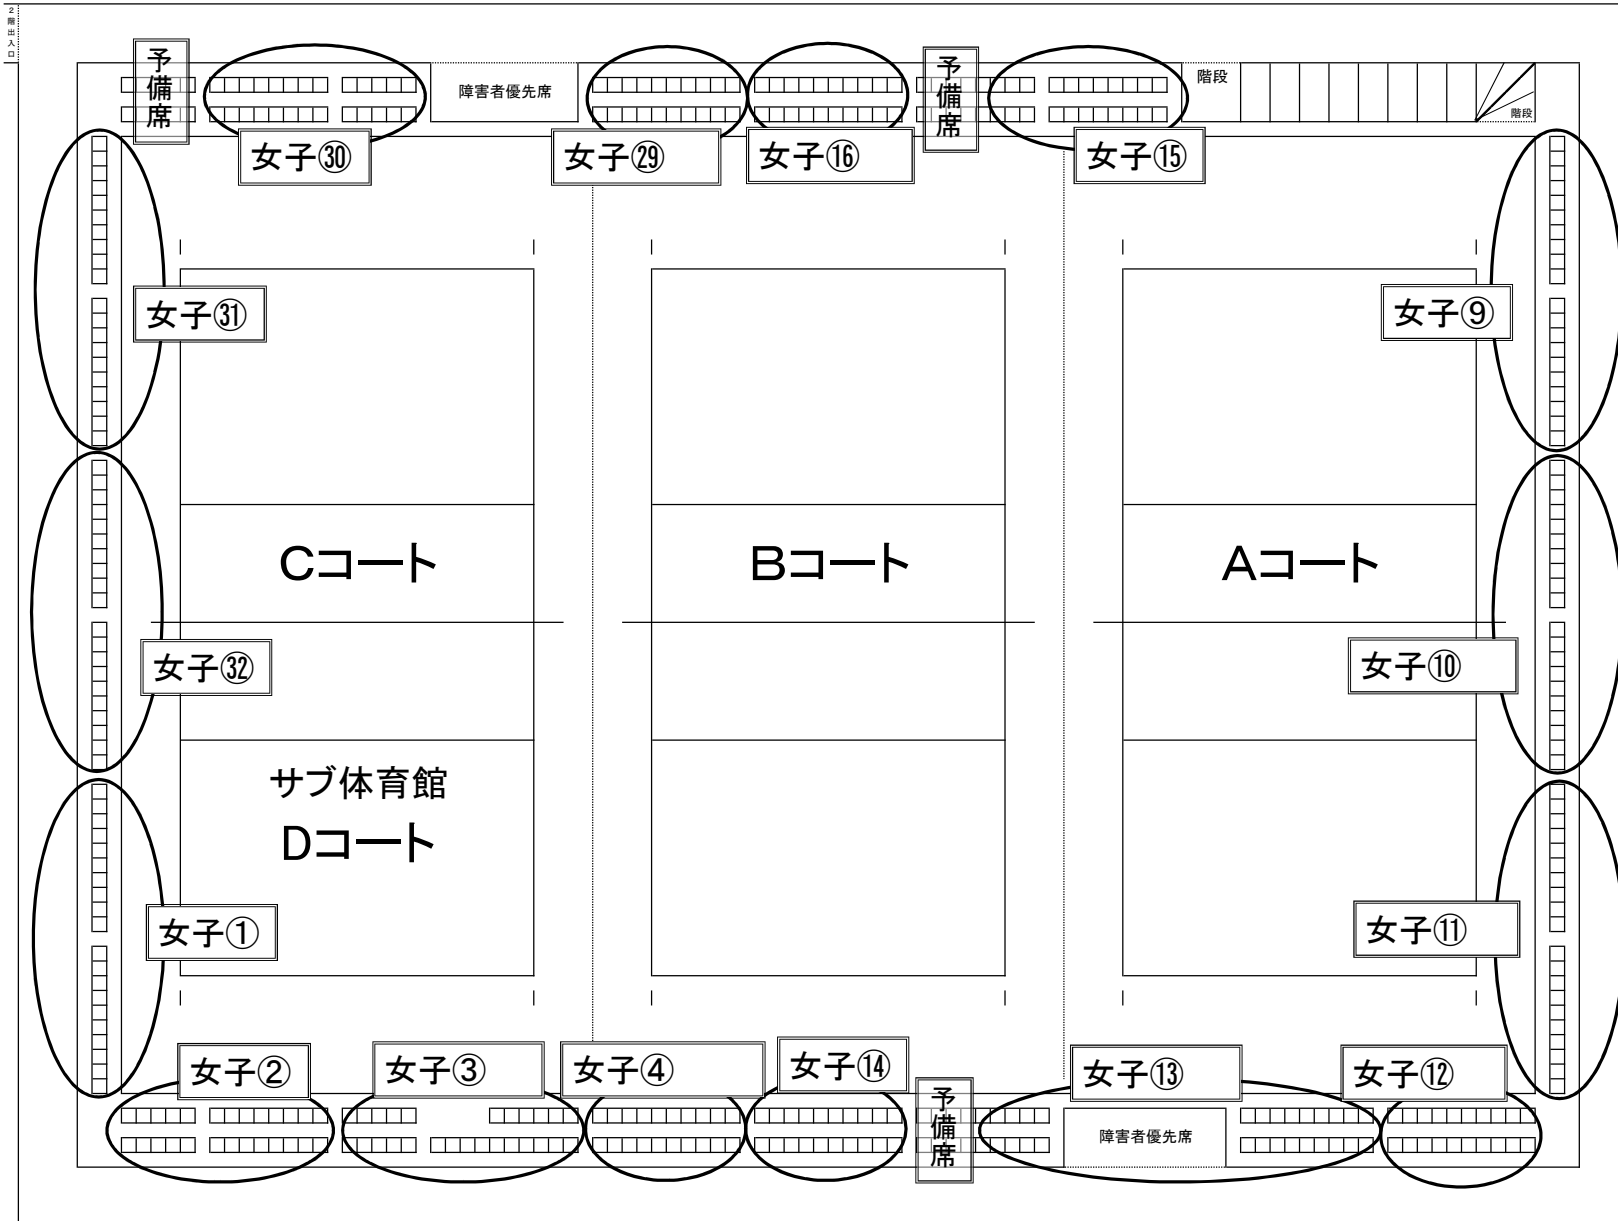 2階出入口
予備席
障害者優先席
予備席
階段
階段
女子㉚
女子㉙
女子⑯
女子⑮
女子㉛
女子⑨
Cコート
Bコート
Aコート
女子㉜
女子⑩
サブ体育館
Dコート
女子①
女子⑪
女子②
女子③
女子④
女子⑭
女子⑬
女子⑫
予備席
障害者優先席